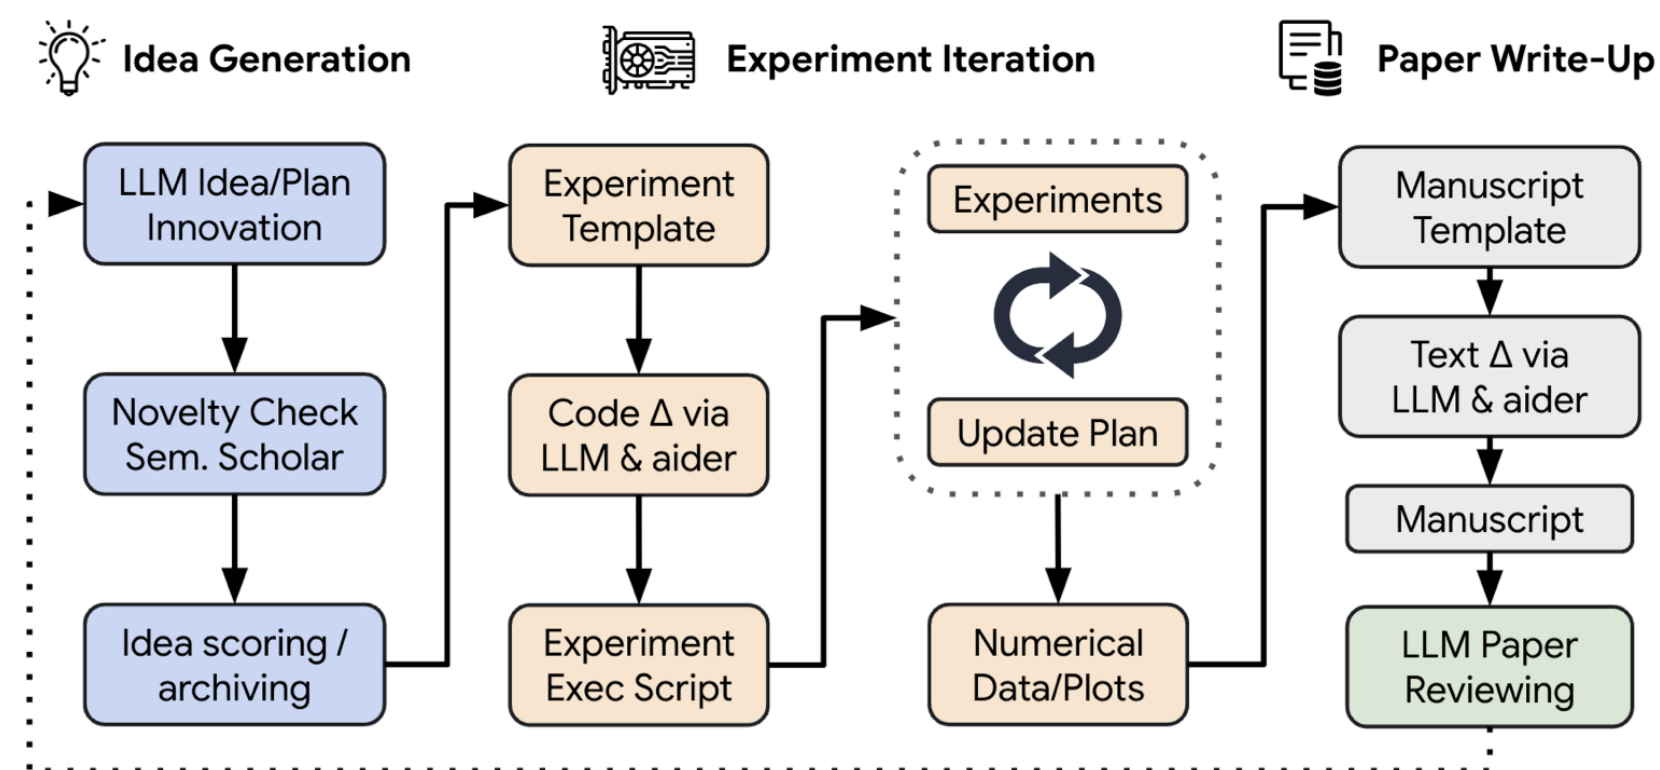 Idea Generation
Experiment Iteration
Paper Write-Up
LLM Idea/Plan
Innovation
Novelty Check
Sem. Scholar
Idea scoring /
archiving
Experiment
Template
Code Δ via
LLM & aider
Experiment
Exec Script
Experiments
Update Plan
Numerical
Data/Plots
Manuscript
Template
Text Δ via
LLM & aider
Manuscript
LLM Paper
Reviewing